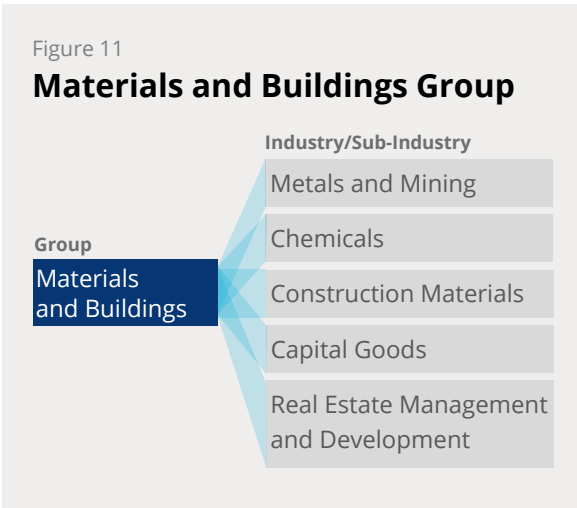 Figure 11
Materials and Buildings Group
Industry/Sub-Industry
Metals and Mining
Chemicals
Group
Materials
and Buildings
Construction Materials
Capital Goods
Real Estate Management
and Development